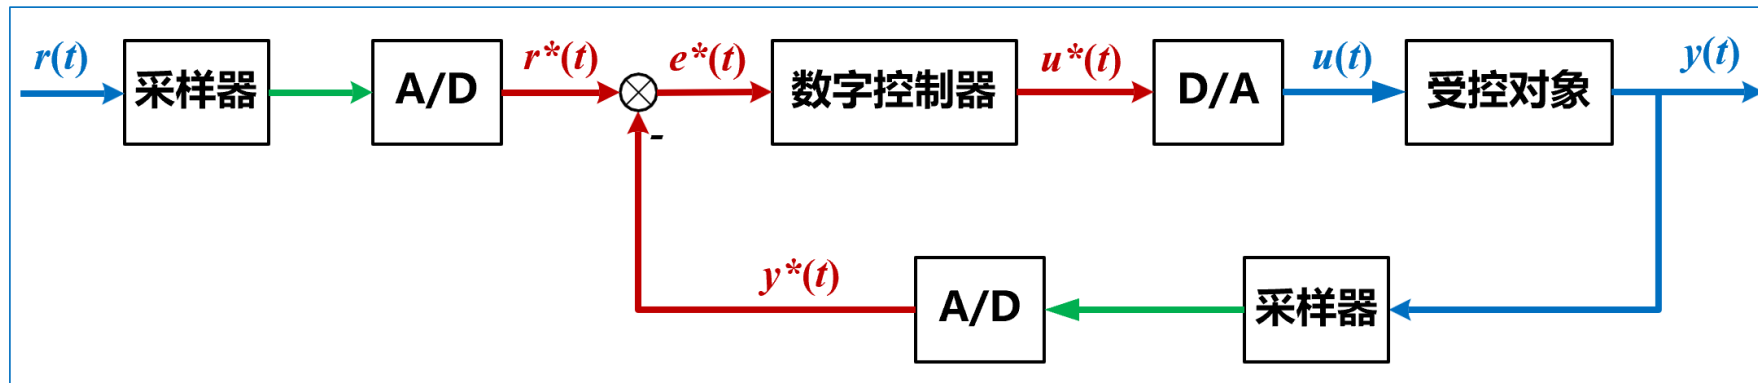 r(t)
采样器
A/D
r*(t)
e*(t)
数字控制器
u*(t)
D/A
u(t)
受控对象
y(t)
-
y*(t)
A/D
采样器